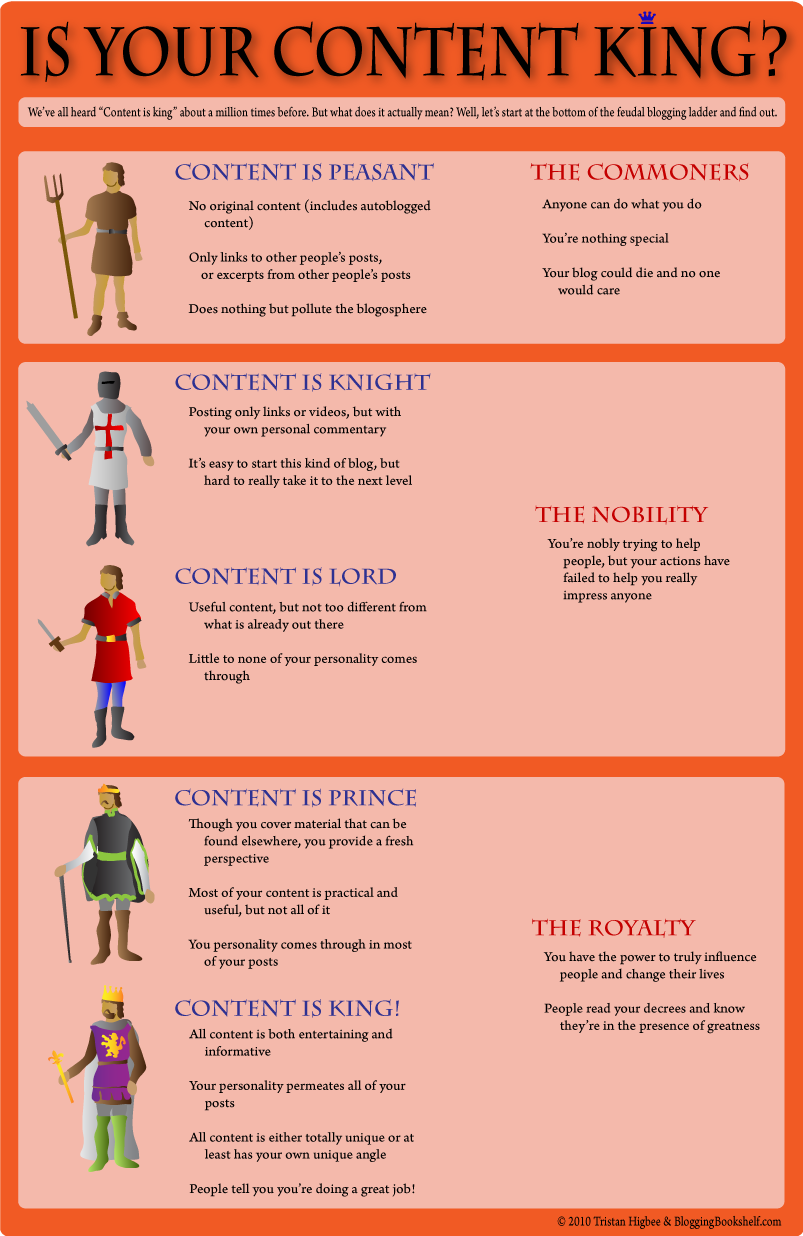 IS YOUR CONTENT KING?
We've all heard "Content is king" about a million times before. But what does it actually mean? Well, let's start at the bottom of the feudal blogging ladder and find out.
CONTENT IS PEASANT
No original content (includes autoblogged
content)
Only links to other people's posts,
or excerpts from other people's posts
Does nothing but pollute the blogosphere
THE COMMONERS
Anyone can do what you do
You're nothing special
Your blog could die and no one
would care
CONTENT IS KNIGHT
Posting only links or videos, but with
your own personal commentary
It's easy to start this kind of blog, but
hard to really take it to the next level
CONTENT IS LORD
Useful content, but not too different from
what is already out there
Little to none of your personality comes
through
THE NOBILITY
You're nobly trying to help
people, but your actions have
failed to help you really
impress anyone
CONTENT IS PRINCE
Though you cover material that can be
found elsewhere, you provide a fresh
perspective
Most of your content is practical and
useful, but not all of it
You personality comes through in most
of your posts
CONTENT IS KING!
All content is both entertaining and
informative
Your personality permeates all of your
posts
All content is either totally unique or at
least has your own unique angle
People tell you you're doing a great job!
THE ROYALTY
You have the power to truly influence
people and change their lives
People read your decrees and know
they're in the presence of greatness
© 2010 Tristan Higbee & BloggingBookshelf.com